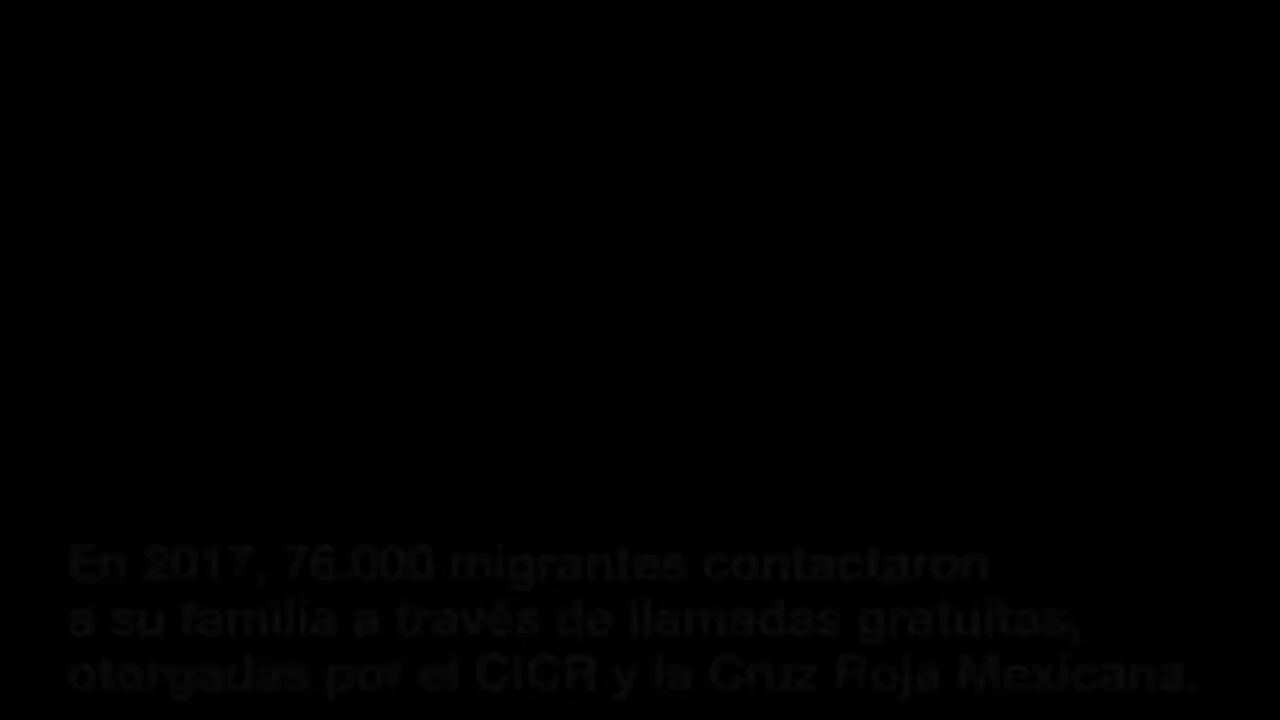 En 2017, 76.000 migrantes contactaron
a su familia a través de llamadas gratuitas,
otorgadas por el CICR y la Cruz Roja Mexicana.